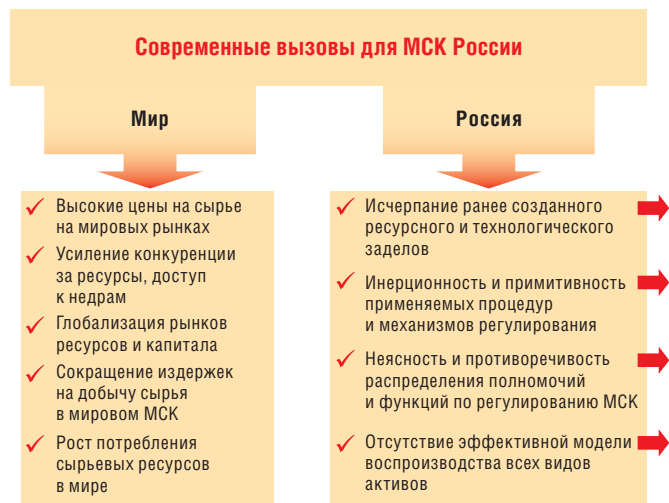 Современные вызовы для МСК России
Мир
Высокие цены на сырье
на мировых рынках
Усиление конкуренции
за ресурсы, доступ
к недрам
Глобализация рынков
ресурсов и капитала
Сокращение издержек
на добычу сырья
в мировом МСК
Рост потребления
сырьевых ресурсов
в мире
Россия
Исчерпание ранее созданного
ресурсного и технологического
заделов
Инерционность и примитивность
применяемых процедур
и механизмов регулирования
Неясность и противоречивость
распределения полномочий
и функций по регулированию МСК
Отсутствие эффективной модели
воспроизводства всех видов
активов